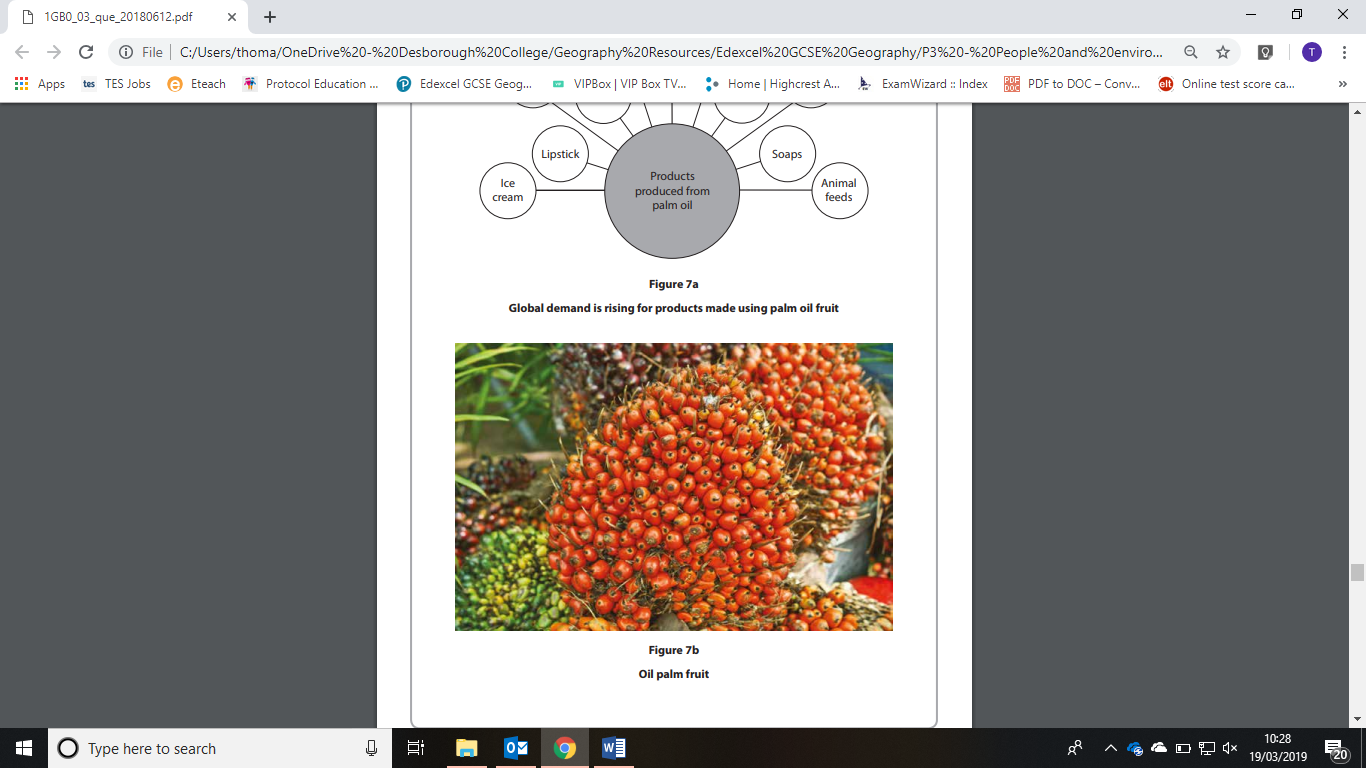 1GB0_03_que_20180612.pdf
File
C:/Users/thoma/OneDrive%20-%20Desborough%20College/Geography%20Resources/Edexcel%20GCSE%20Geography/P3%20-%20People%20and%20enviro...
T
Apps
tes TES Jobs
e Eteach
Protocol Education ...
Edexcel GCSE Geog...
VIPBox | VIP Box TV...
Home | Highcrest A...
ExamWizard :: Index
PDF DOC PDF to DOC – Conv...
elt Online test score ca...
»
Lipstick
Soaps
Ice
cream
Products
produced from
palm oil
Animal
feeds
Figure 7a
Global demand is rising for products made using palm oil fruit
Figure 7b
Oil palm fruit
Type here to search
10:28
19/03/2019
20